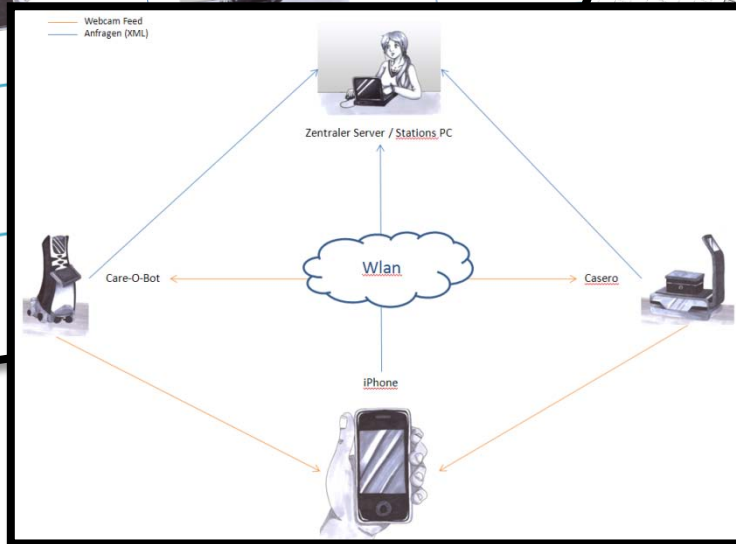 Webcam Feed
Anfragen (XML)
Zentraler Server / Stations PC
Wlan
Care-O-Bot
Casero
iPhone